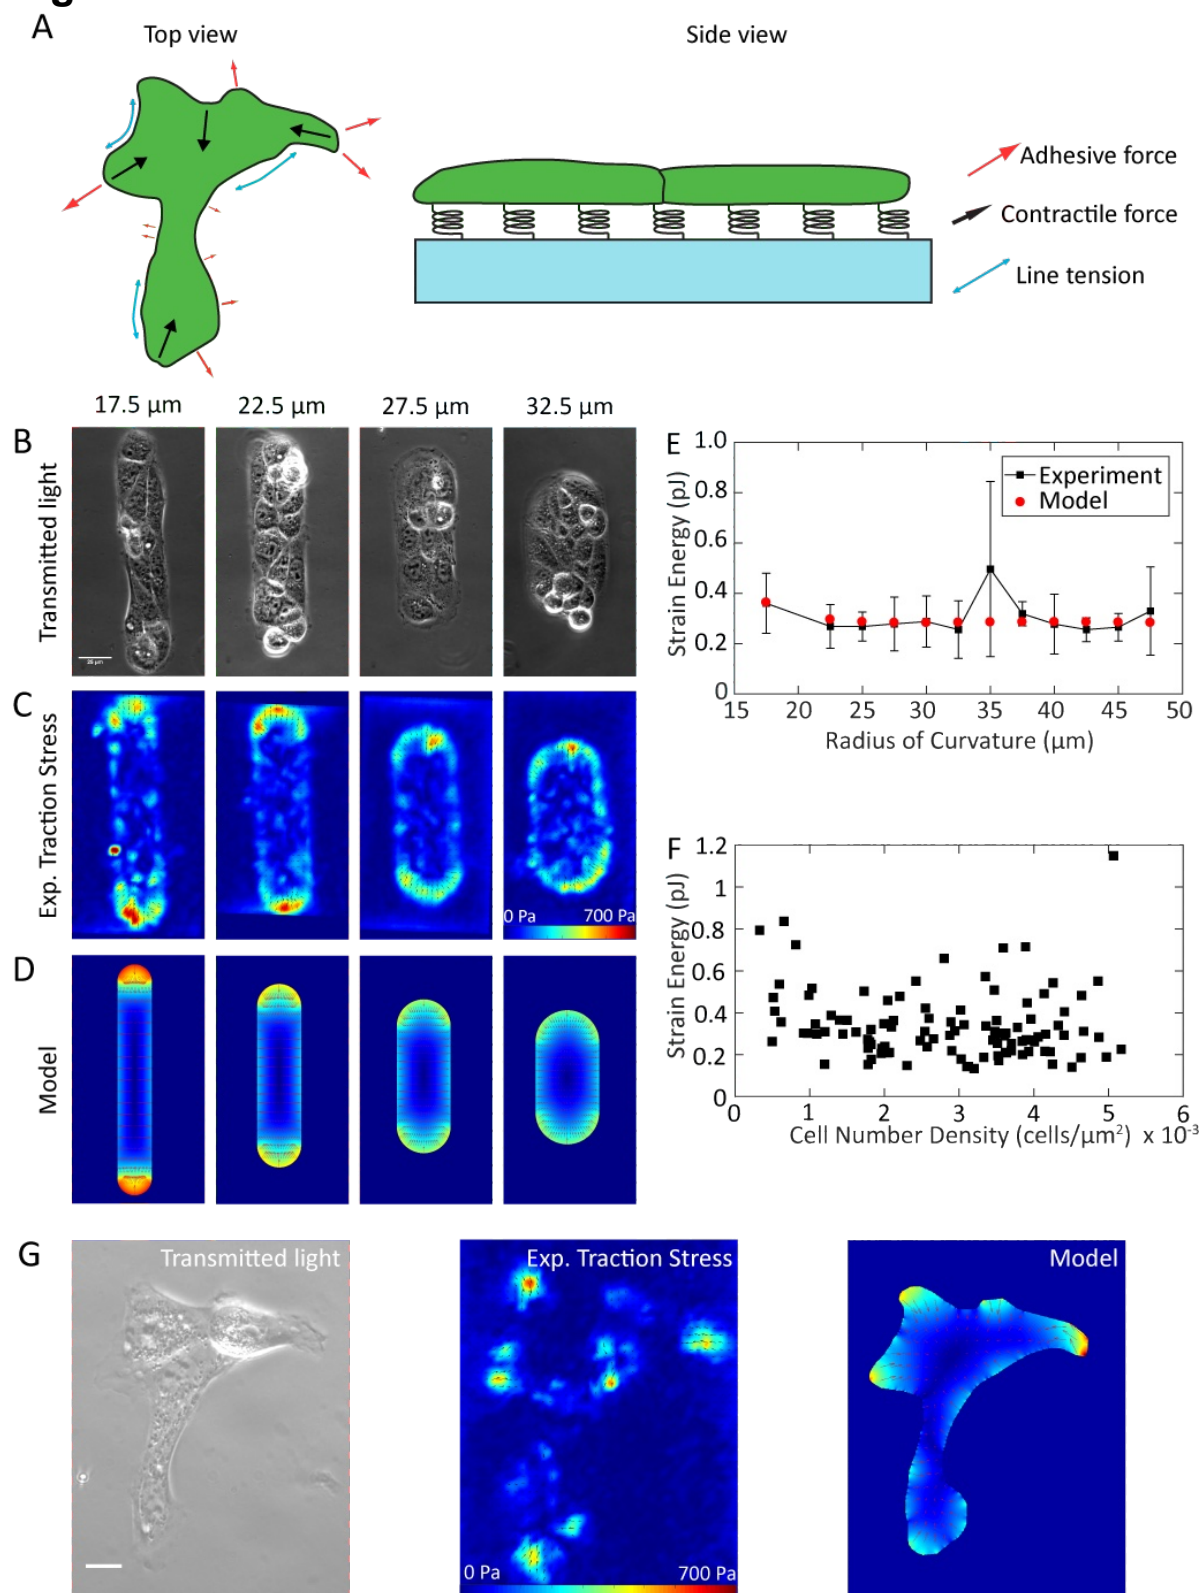 A
Top view
Side view
Adhesive force
Contractile force
Line tension
17.5 µm
22.5 µm
27.5 µm
32.5 µm
B
Transmitted light
C
Exp. Traction Stress
0 Pa 700 Pa
D
Model
E
Strain Energy (pJ)
1.0
0.8
0.6
0.4
0.2
0
Experiment
Model
15 20 25 30 35 40 45 50
Radius of Curvature (µm)
F
Strain Energy (pJ)
1.2
1
0.8
0.6
0.4
0.2
0
0 1 2 3 4 5 6
Cell Number Density (cells/µm²) x 10⁻³
G
Transmitted light
Exp. Traction Stress
0 Pa 700 Pa
Model